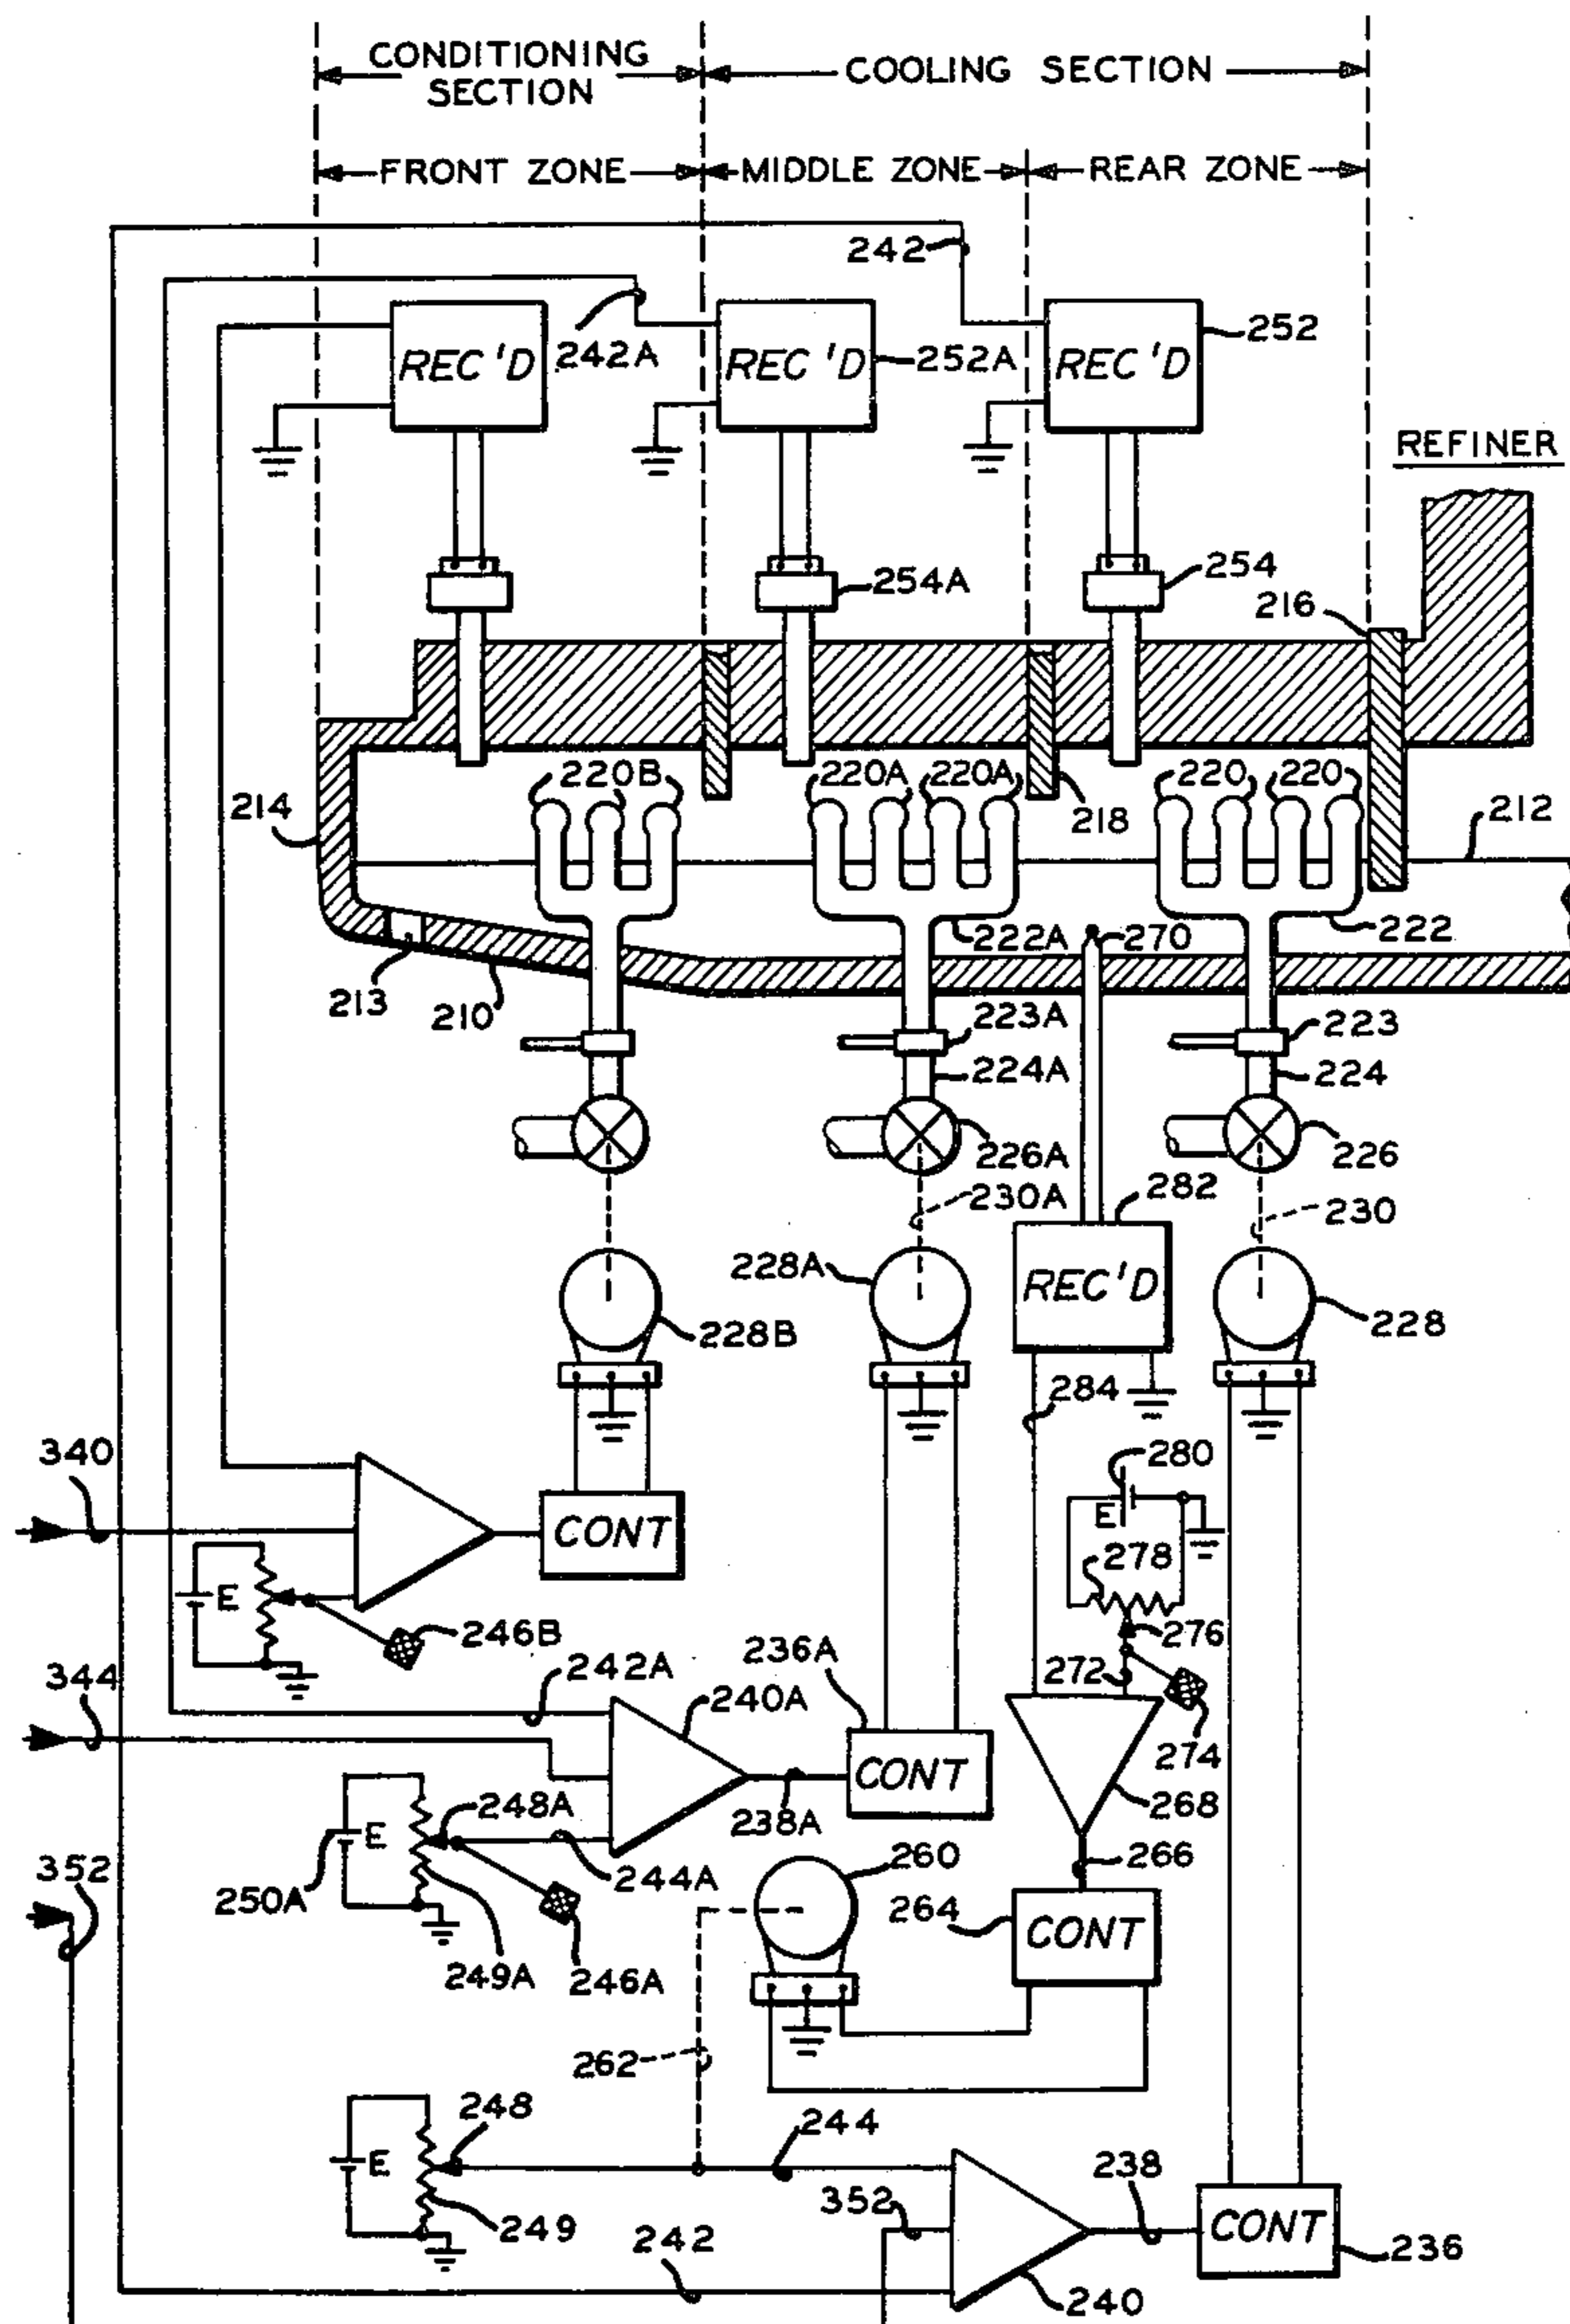 CONDITIONING
SECTION
COOLING SECTION
FRONT ZONE
MIDDLE ZONE
REAR ZONE
242
242A
REC'D
REC'D
252A
REC'D
252
REFINER
254A
254
216
220B
220A
220A
220
220
218
212
214
213
210
222A
270
222
223A
223
224A
224
226A
226
230A
282
230
228A
REC'D
228B
228
284
340
280
E
CONT
278
E
246B
276
344
242A
236A
272
240A
274
CONT
268
248A
E
238A
352
250A
244A
260
266
264
CONT
249A
246A
262
248
244
E
238
352
249
242
CONT
236
240